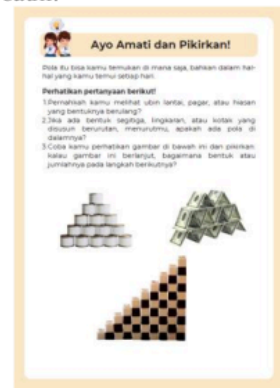 Ayo Amati dan Pikirkan!
Pola itu bisa kamu temukan di mana saja, bahkan dalam hal-
hal yang kamu temui setiap hari.
Perhatikan pertanyaan berikut!
1.Pernahkah kamu melihat ubin lantai, pagar, atau hiasan
yang bentuknya berulang?
2.Jika ada bentuk segitiga, lingkaran, atau kotak yang
disusun berurutan, menurutmu, apakah ada pola di
dalamnya?
3.Coba kamu perhatikan gambar di bawah ini dan pikirkan:
kalau gambar ini berlanjut, bagaimana bentuk atau
jumlahnya pada langkah berikutnya?